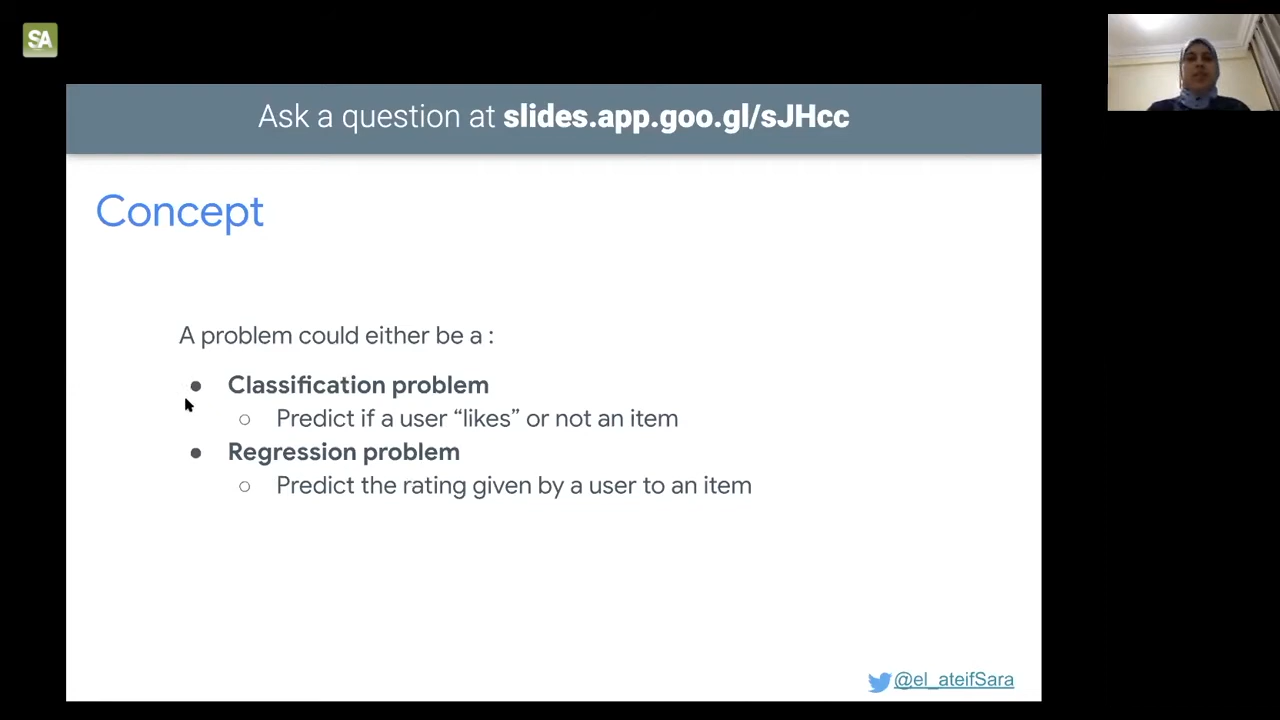 SA
Ask a question at slides.app.goo.gl/sJHcc
Concept
A problem could either be a :
● Classification problem
○ Predict if a user “likes” or not an item
● Regression problem
○ Predict the rating given by a user to an item
@el_ateifSara